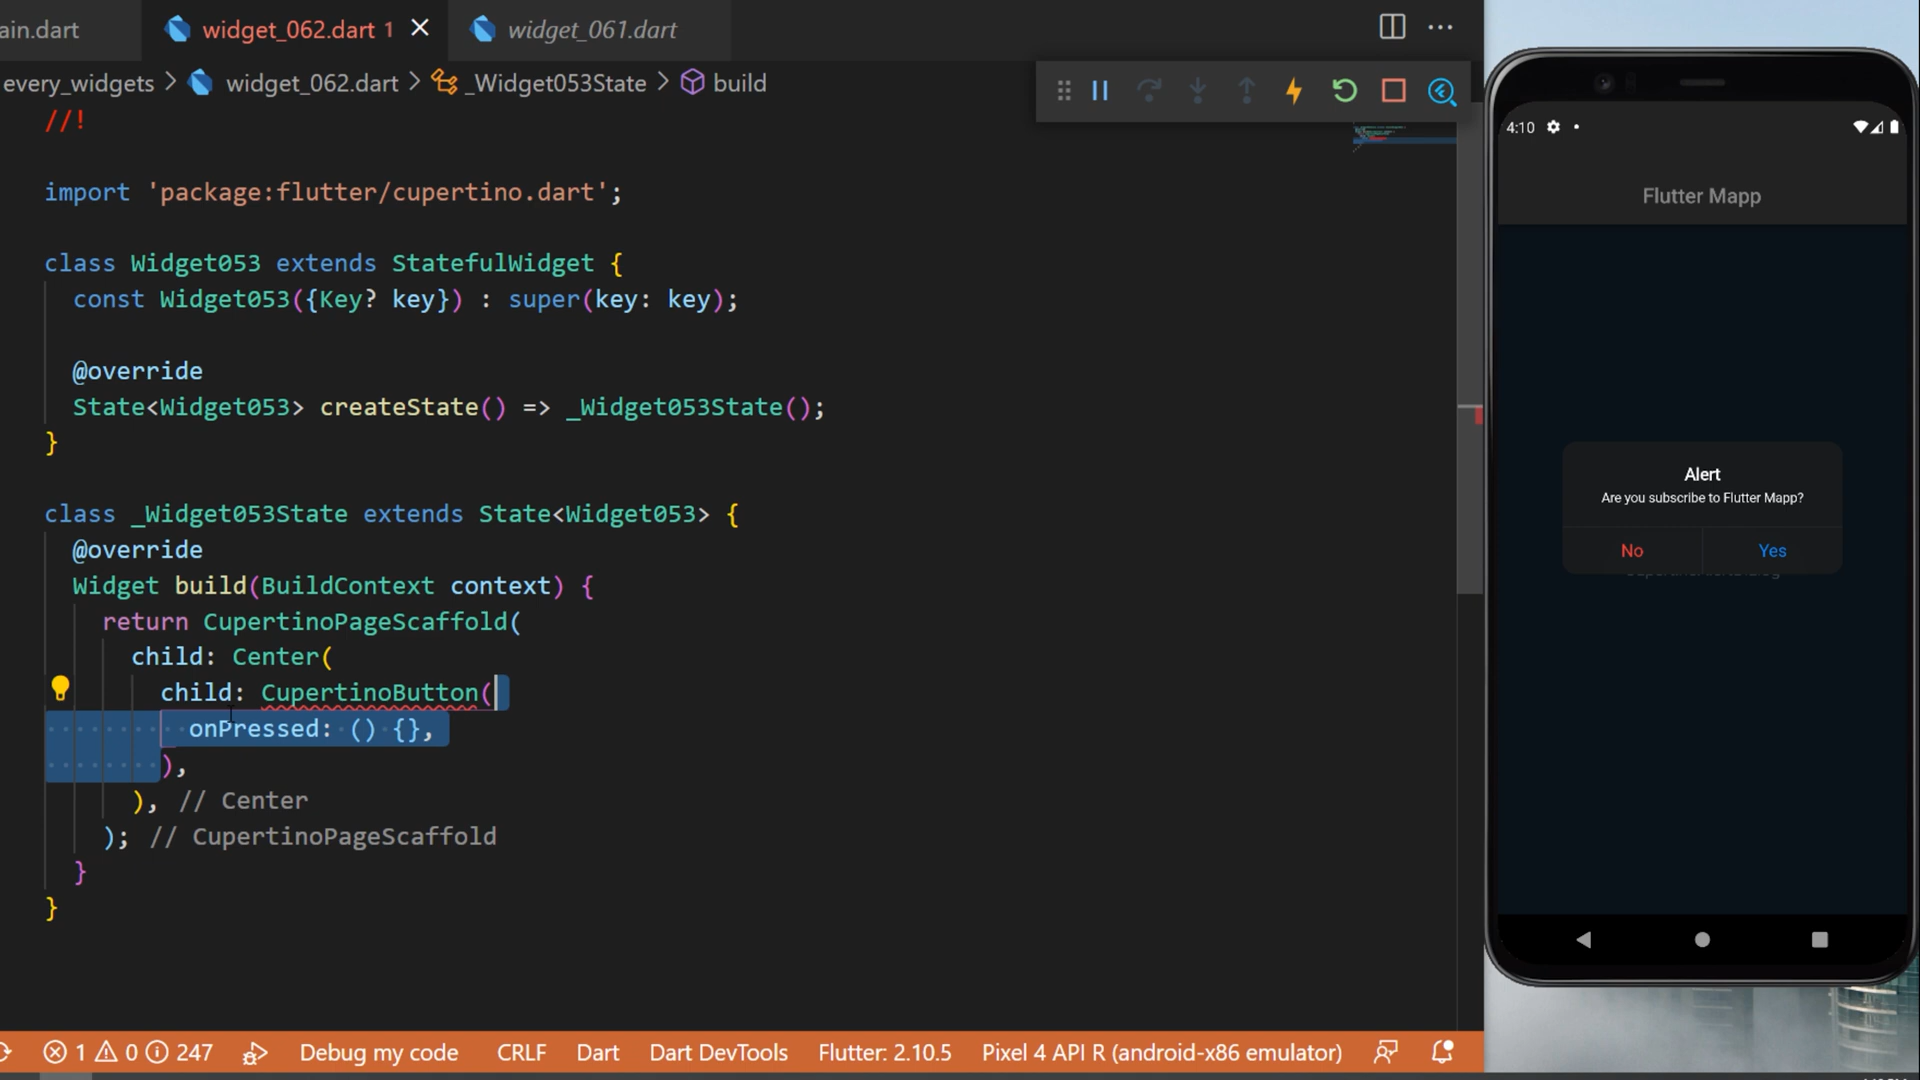 ain.dart
widget_062.dart 1
widget_061.dart
every_widgets > widget_062.dart > _Widget053State > build
//!
import 'package:flutter/cupertino.dart';
class Widget053 extends StatefulWidget {
const Widget053({Key? key}) : super(key: key);
@override
State<Widget053> createState() => _Widget053State();
}
class _Widget053State extends State<Widget053> {
@override
Widget build(BuildContext context) {
return CupertinoPageScaffold(
child: Center(
child: CupertinoButton(
onPressed: () {},
),
), // Center
); // CupertinoPageScaffold
}
}
1 0 247 Debug my code CRLF Dart Dart DevTools Flutter: 2.10.5 Pixel 4 API R (android-x86 emulator)
4:10
Flutter Mapp
Alert
Are you subscribe to Flutter Mapp?
No Yes